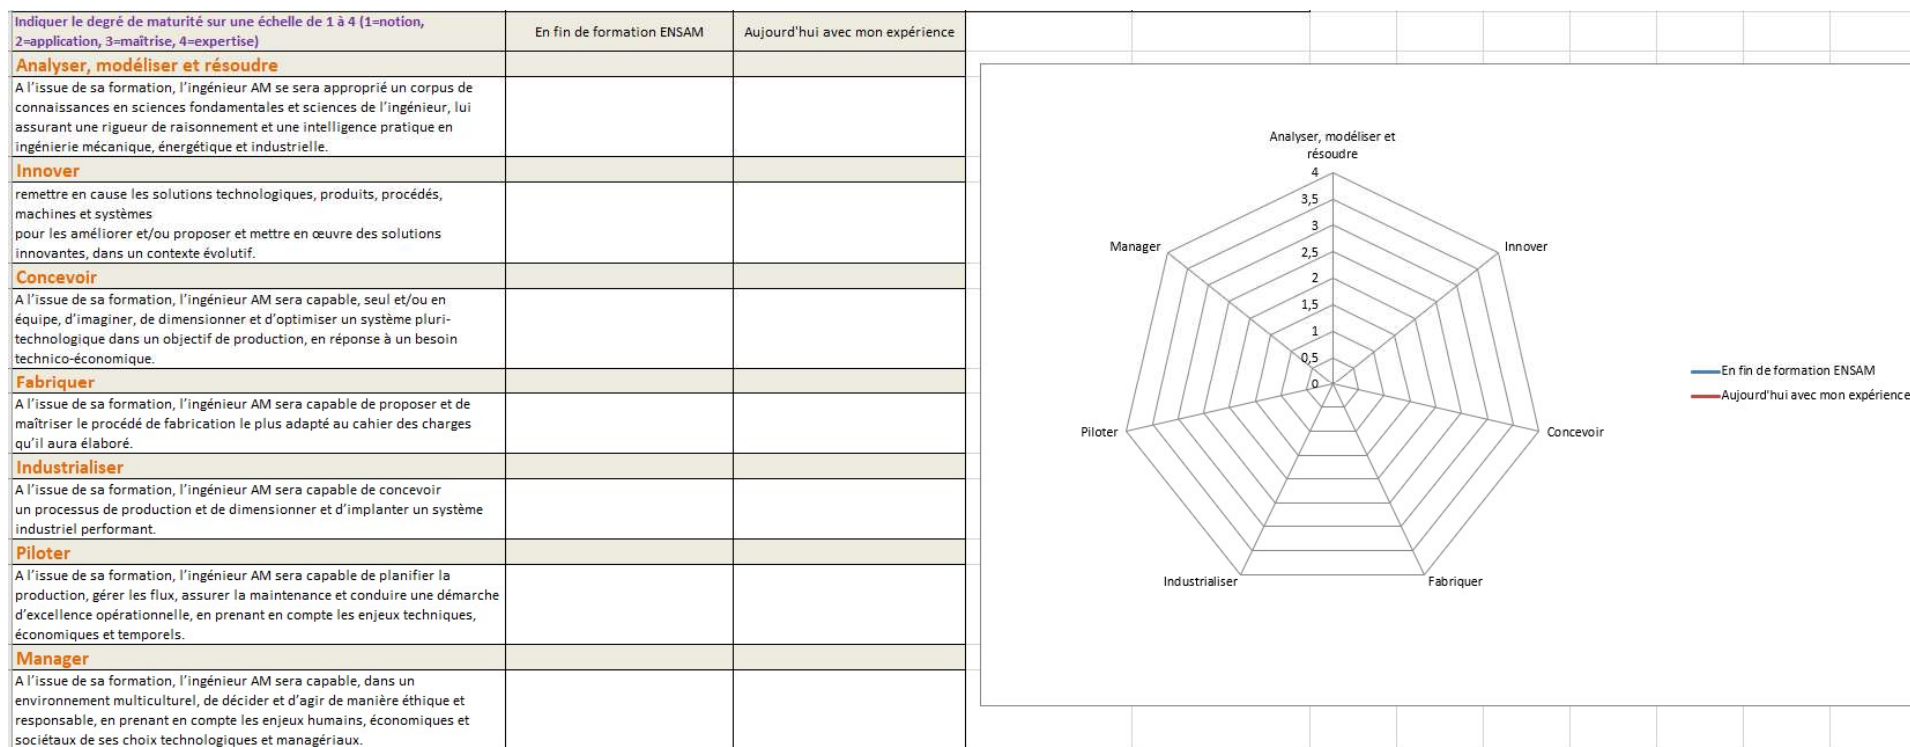 Indiquer le degré de maturité sur une échelle de 1 à 4 (1=notion,
2=application, 3=maîtrise, 4=expertise)
En fin de formation ENSAM
Aujourd'hui avec mon expérience
Analyser, modéliser et résoudre
A l'issue de sa formation, l'ingénieur AM se sera approprié un corpus de
connaissances en sciences fondamentales et sciences de l'ingénieur, lui
assurant une rigueur de raisonnement et une intelligence pratique en
ingénierie mécanique, énergétique et industrielle.
Innover
remettre en cause les solutions technologiques, produits, procédés,
machines et systèmes
pour les améliorer et/ou proposer et mettre en œuvre des solutions
innovantes, dans un contexte évolutif.
Concevoir
A l'issue de sa formation, l'ingénieur AM sera capable, seul et/ou en
équipe, d'imaginer, de dimensionner et d'optimiser un système pluri-
technologique dans un objectif de production, en réponse à un besoin
technico-économique.
Fabriquer
A l'issue de sa formation, l'ingénieur AM sera capable de proposer et de
maîtriser le procédé de fabrication le plus adapté au cahier des charges
qu'il aura élaboré.
Industrialiser
A l'issue de sa formation, l'ingénieur AM sera capable de concevoir
un processus de production et de dimensionner et d'implanter un système
industriel performant.
Piloter
A l'issue de sa formation, l'ingénieur AM sera capable de planifier la
production, gérer les flux, assurer la maintenance et conduire une démarche
d'excellence opérationnelle, en prenant en compte les enjeux techniques,
économiques et temporels.
Manager
A l'issue de sa formation, l'ingénieur AM sera capable, dans un
environnement multiculturel, de décider et d'agir de manière éthique et
responsable, en prenant en compte les enjeux humains, économiques et
sociétaux de ses choix technologiques et managériaux.
Analyser, modéliser et
résoudre
4
3,5
3
2,5
2
1,5
1
0,5
0
Manager
Innover
Piloter
Concevoir
Industrialiser
Fabriquer
En fin de formation ENSAM
Aujourd'hui avec mon expérience